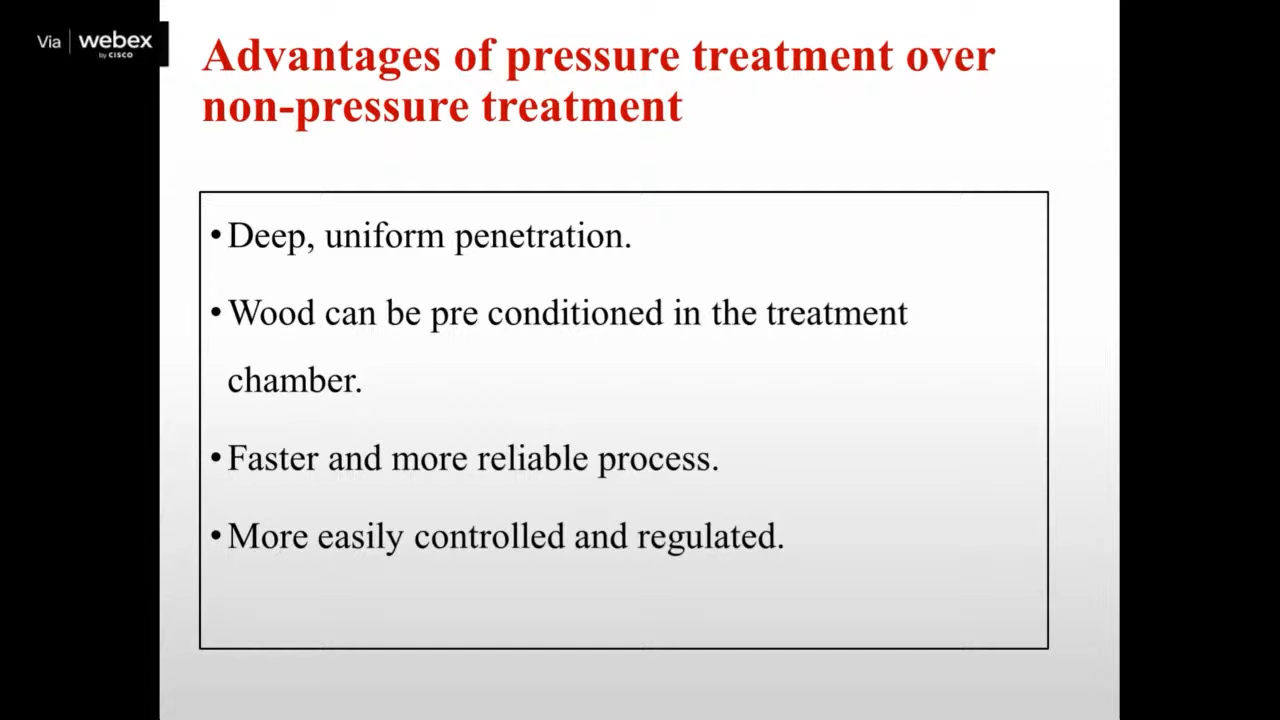 Via webex
by CISCO
Advantages of pressure treatment over
non-pressure treatment
•Deep, uniform penetration.
•Wood can be pre conditioned in the treatment
chamber.
•Faster and more reliable process.
•More easily controlled and regulated.